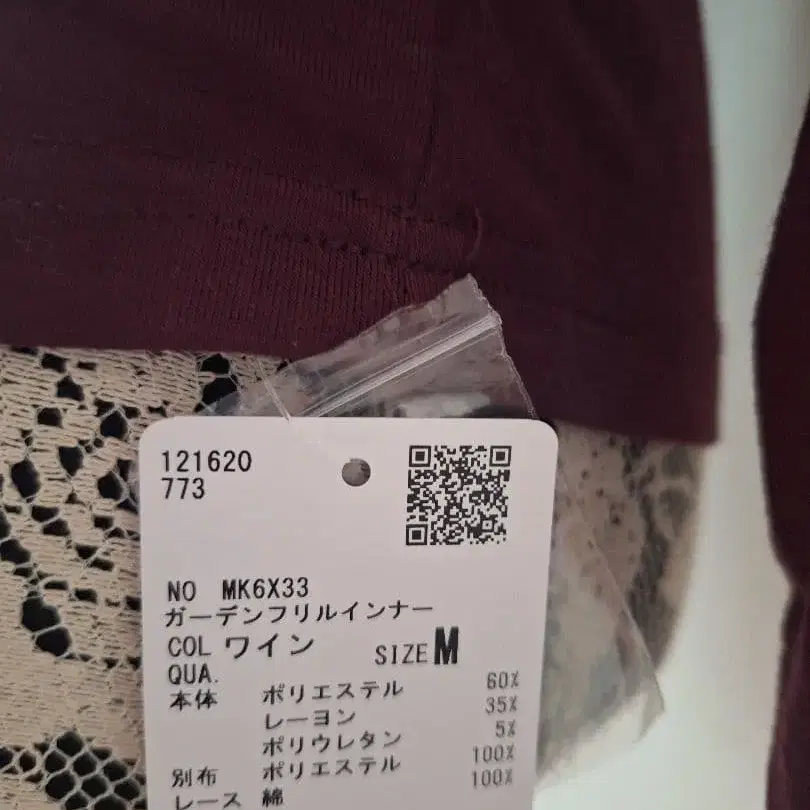 121620
773
NO MK6X33
ガーデンフリルインナー
COL ワイン SIZE M
QUA.
本体 ポリエステル 60%
レーヨン 35%
ポリウレタン 5%
別布 ポリエステル 100%
レース 綿 100%